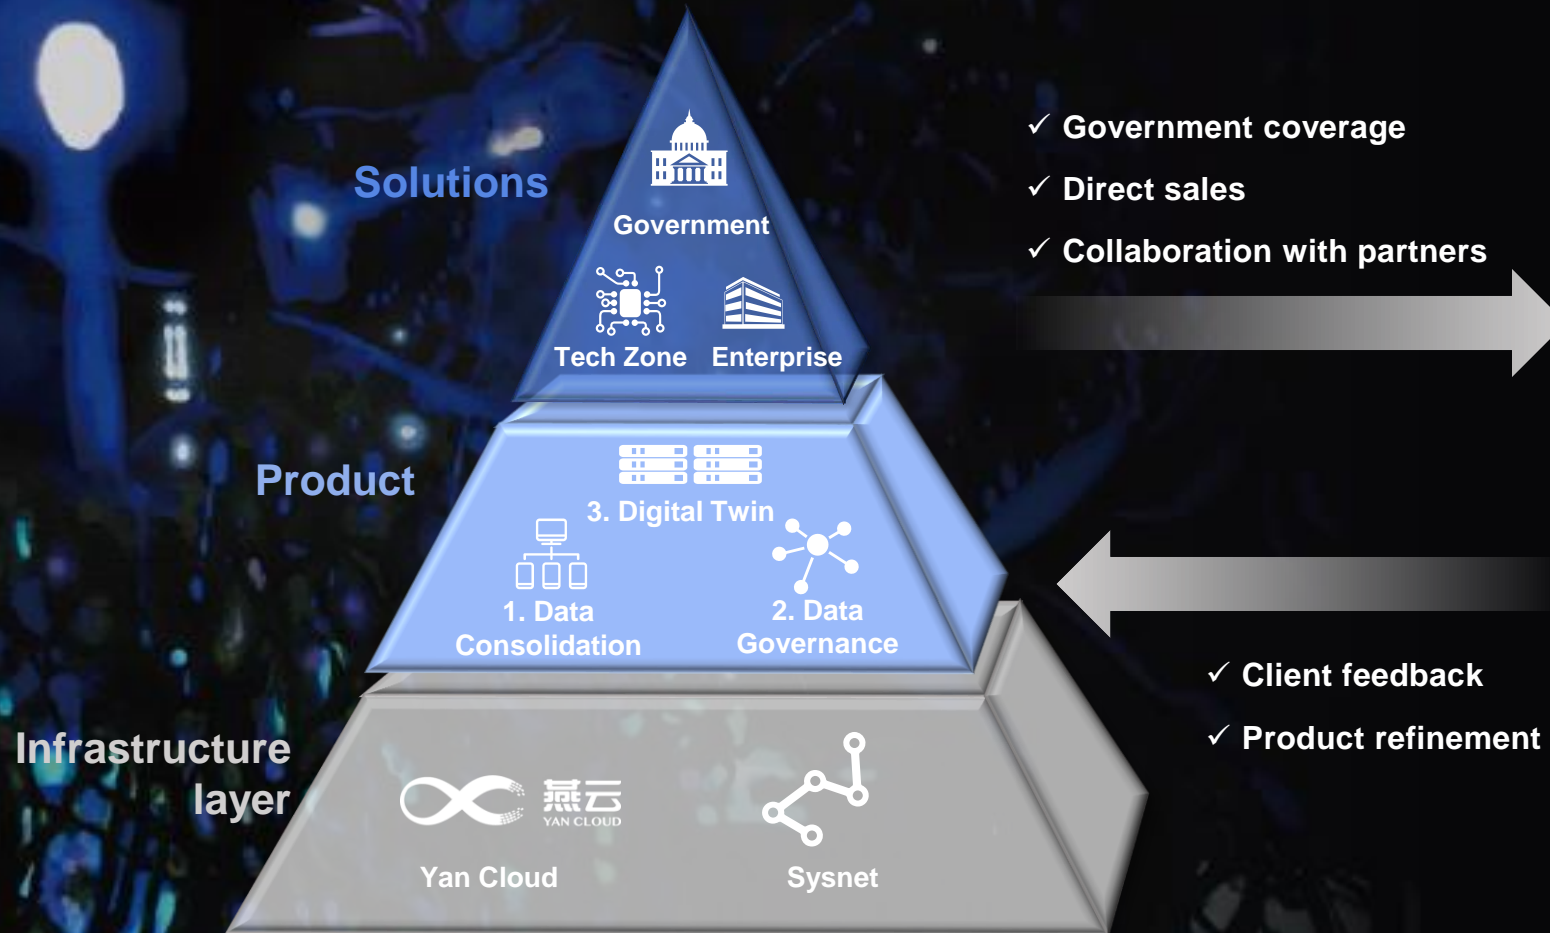 Solutions
Government
Tech Zone
Enterprise
✓ Government coverage
✓ Direct sales
✓ Collaboration with partners
Product
3. Digital Twin
1. Data
Consolidation
2. Data
Governance
✓ Client feedback
✓ Product refinement
Infrastructure
layer
燕云
YAN CLOUD
Yan Cloud
Sysnet